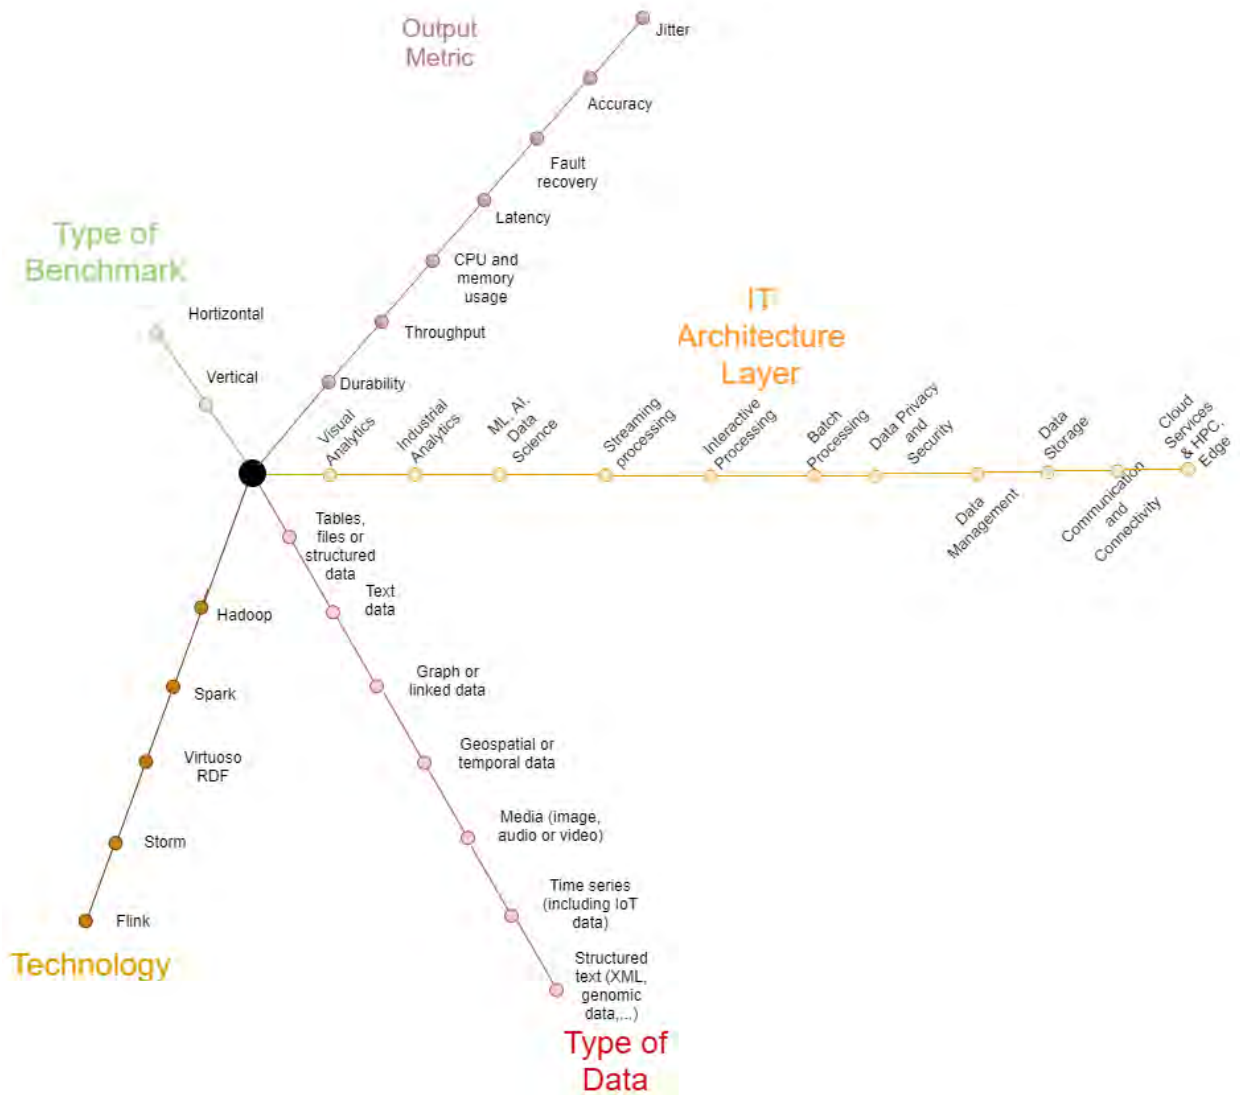 Output
Metric
Jitter
Accuracy
Fault
recovery
Latency
CPU and
memory
usage
Throughput
Durability
Type of
Benchmark
Hortizontal
Vertical
IT
Architecture
Layer
Visual
Analytics
Industrial
Analytics
ML, AI,
Data
Science
Streaming
processing
Interactive
Processing
Batch
Processing
Data Privacy
and
Security
Data
Management
Data
Storage
Communication
and
Connectivity
Cloud
Services
& HPC,
Edge
Tables,
files or
structured
data
Text
data
Graph or
linked data
Geospatial or
temporal data
Media (image,
audio or video)
Time series
(including IoT
data)
Structured
text (XML,
genomic
data,...)
Type of
Data
Hadoop
Spark
Virtuoso
RDF
Storm
Flink
Technology